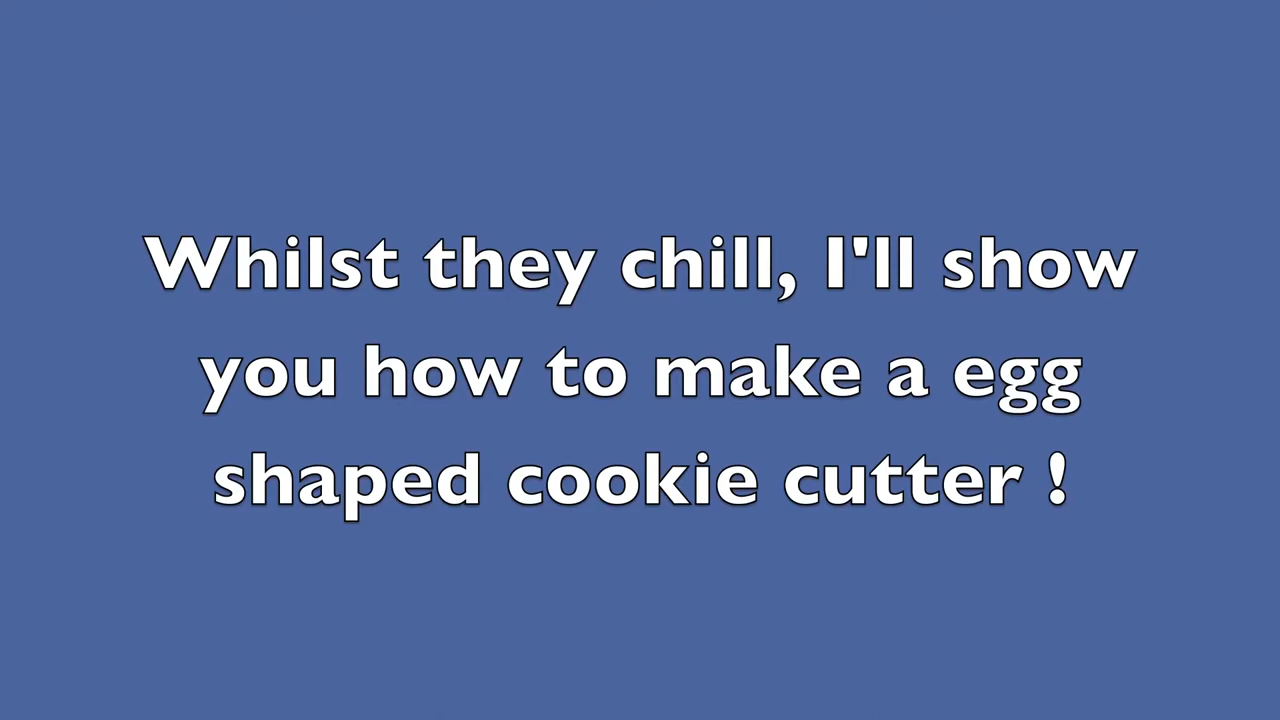 Whilst they chill, I'll show
you how to make a egg
shaped cookie cutter !